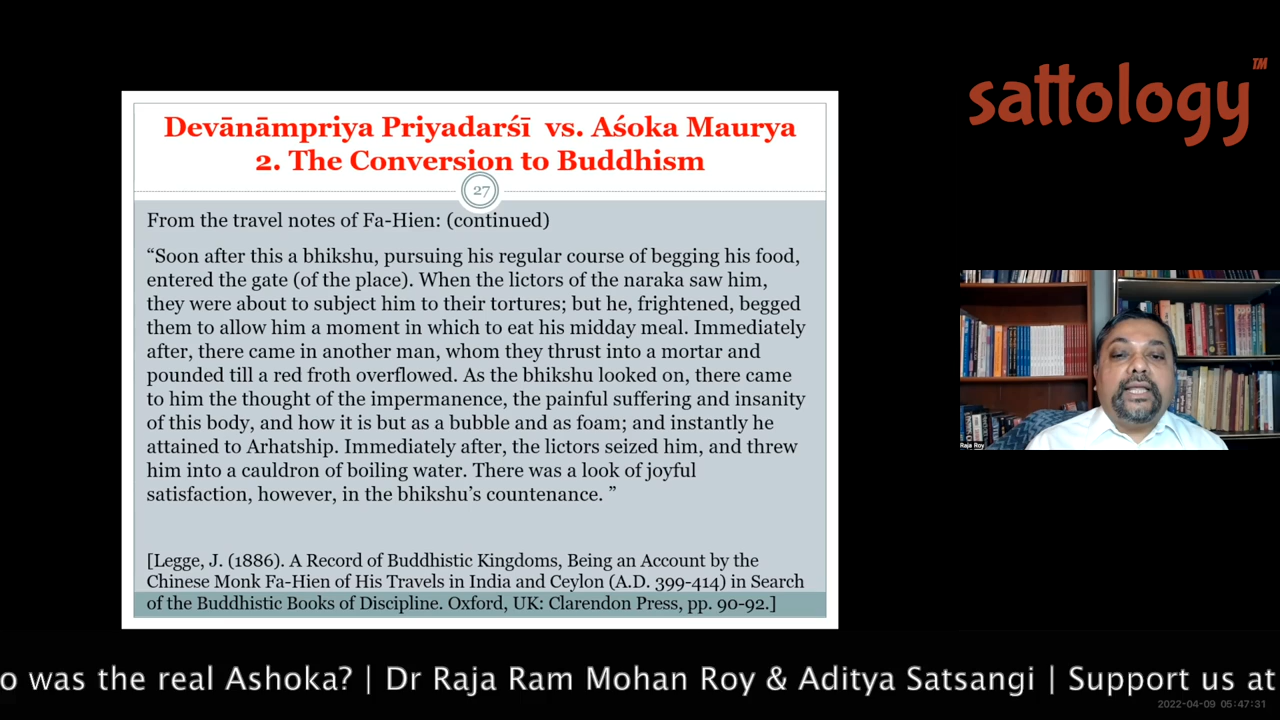 sattology™
Devānāmpriya Priyadarśī vs. Aśoka Maurya
2. The Conversion to Buddhism
27
From the travel notes of Fa-Hien: (continued)
“Soon after this a bhikshu, pursuing his regular course of begging his food,
entered the gate (of the place). When the lictors of the naraka saw him,
they were about to subject him to their tortures; but he, frightened, begged
them to allow him a moment in which to eat his midday meal. Immediately
after, there came in another man, whom they thrust into a mortar and
pounded till a red froth overflowed. As the bhikshu looked on, there came
to him the thought of the impermanence, the painful suffering and insanity
of this body, and how it is but as a bubble and as foam; and instantly he
attained to Arhatship. Immediately after, the lictors seized him, and threw
him into a cauldron of boiling water. There was a look of joyful
satisfaction, however, in the bhikshu’s countenance. ”
[Legge, J. (1886). A Record of Buddhistic Kingdoms, Being an Account by the
Chinese Monk Fa-Hien of His Travels in India and Ceylon (A.D. 399-414) in Search
of the Buddhistic Books of Discipline. Oxford, UK: Clarendon Press, pp. 90-92.]
Raja Roy
o was the real Ashoka? | Dr Raja Ram Mohan Roy & Aditya Satsangi | Support us at
2022-04-09 05:47:31